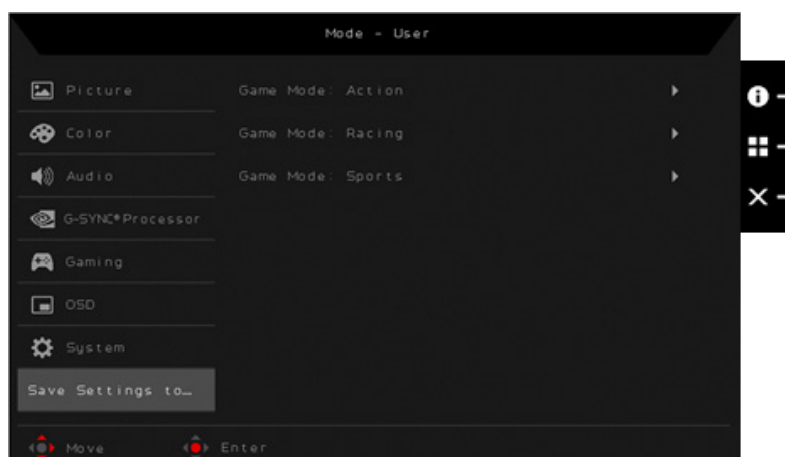 Mode - User
Picture
Game Mode: Action
Color
Game Mode: Racing
Audio
Game Mode: Sports
G-SYNC® Processor
Gaming
OSD
System
Save Settings to…
Move
Enter